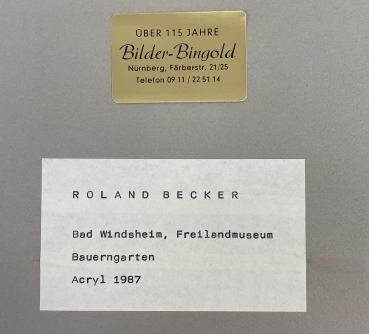 ÜBER 115 JAHRE
Bilder-Bingold
Nürnberg, Färberstr. 21/25
Telefon 09 11 / 22 51 14
ROLAND BECKER
Bad Windsheim, Freilandmuseum
Bauerngarten
Acryl 1987